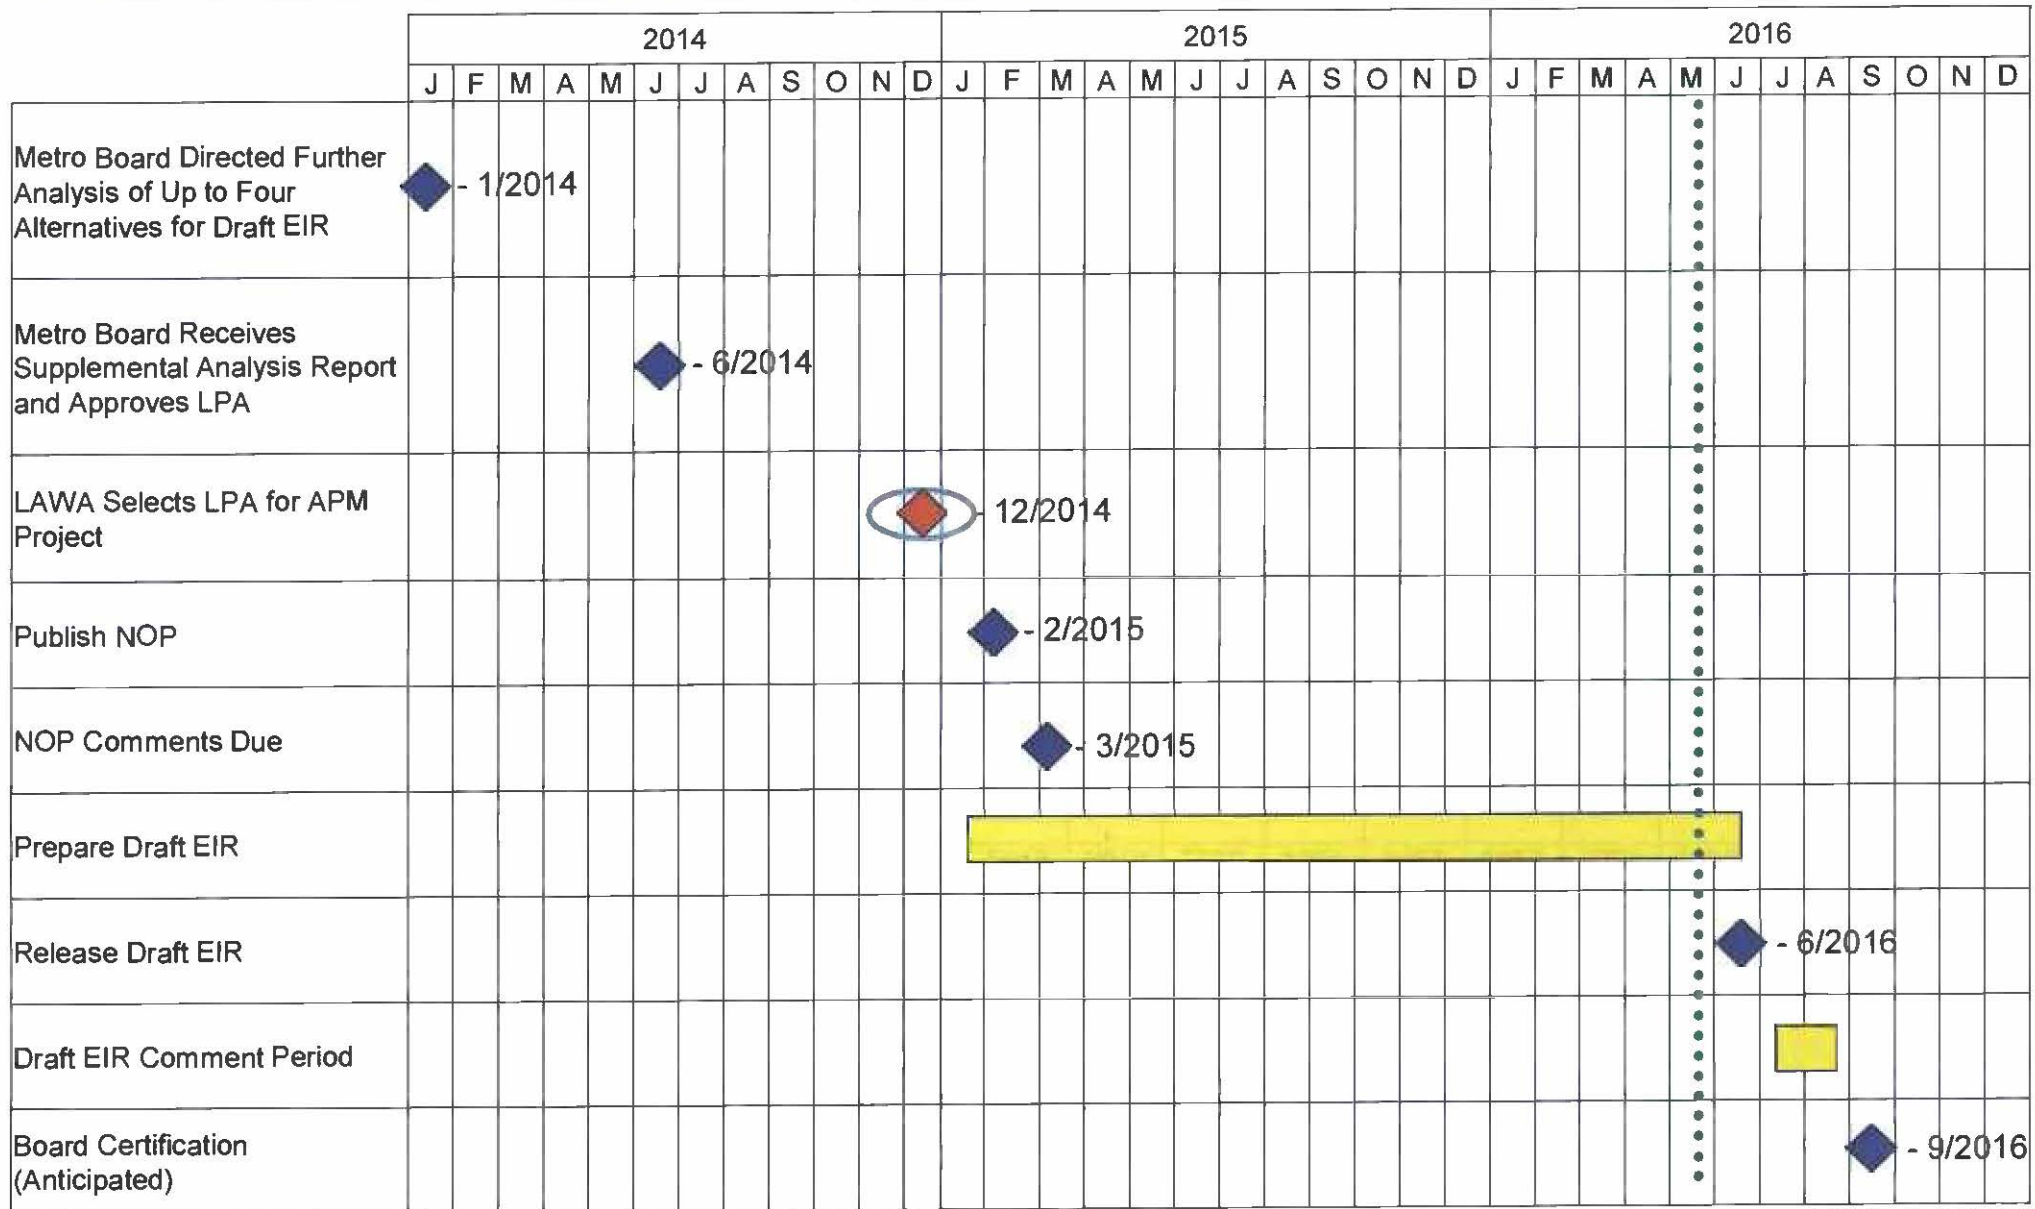 2014 2015 2016
J F M A M J J A S O N D J F M A M J J A S O N D J F M A M J J A S O N D
Metro Board Directed Further
Analysis of Up to Four
Alternatives for Draft EIR
- 1/2014
Metro Board Receives
Supplemental Analysis Report
and Approves LPA
- 6/2014
LAWA Selects LPA for APM
Project
- 12/2014
Publish NOP
- 2/2015
NOP Comments Due
- 3/2015
Prepare Draft EIR
Release Draft EIR
- 6/2016
Draft EIR Comment Period
Board Certification
(Anticipated)
- 9/2016